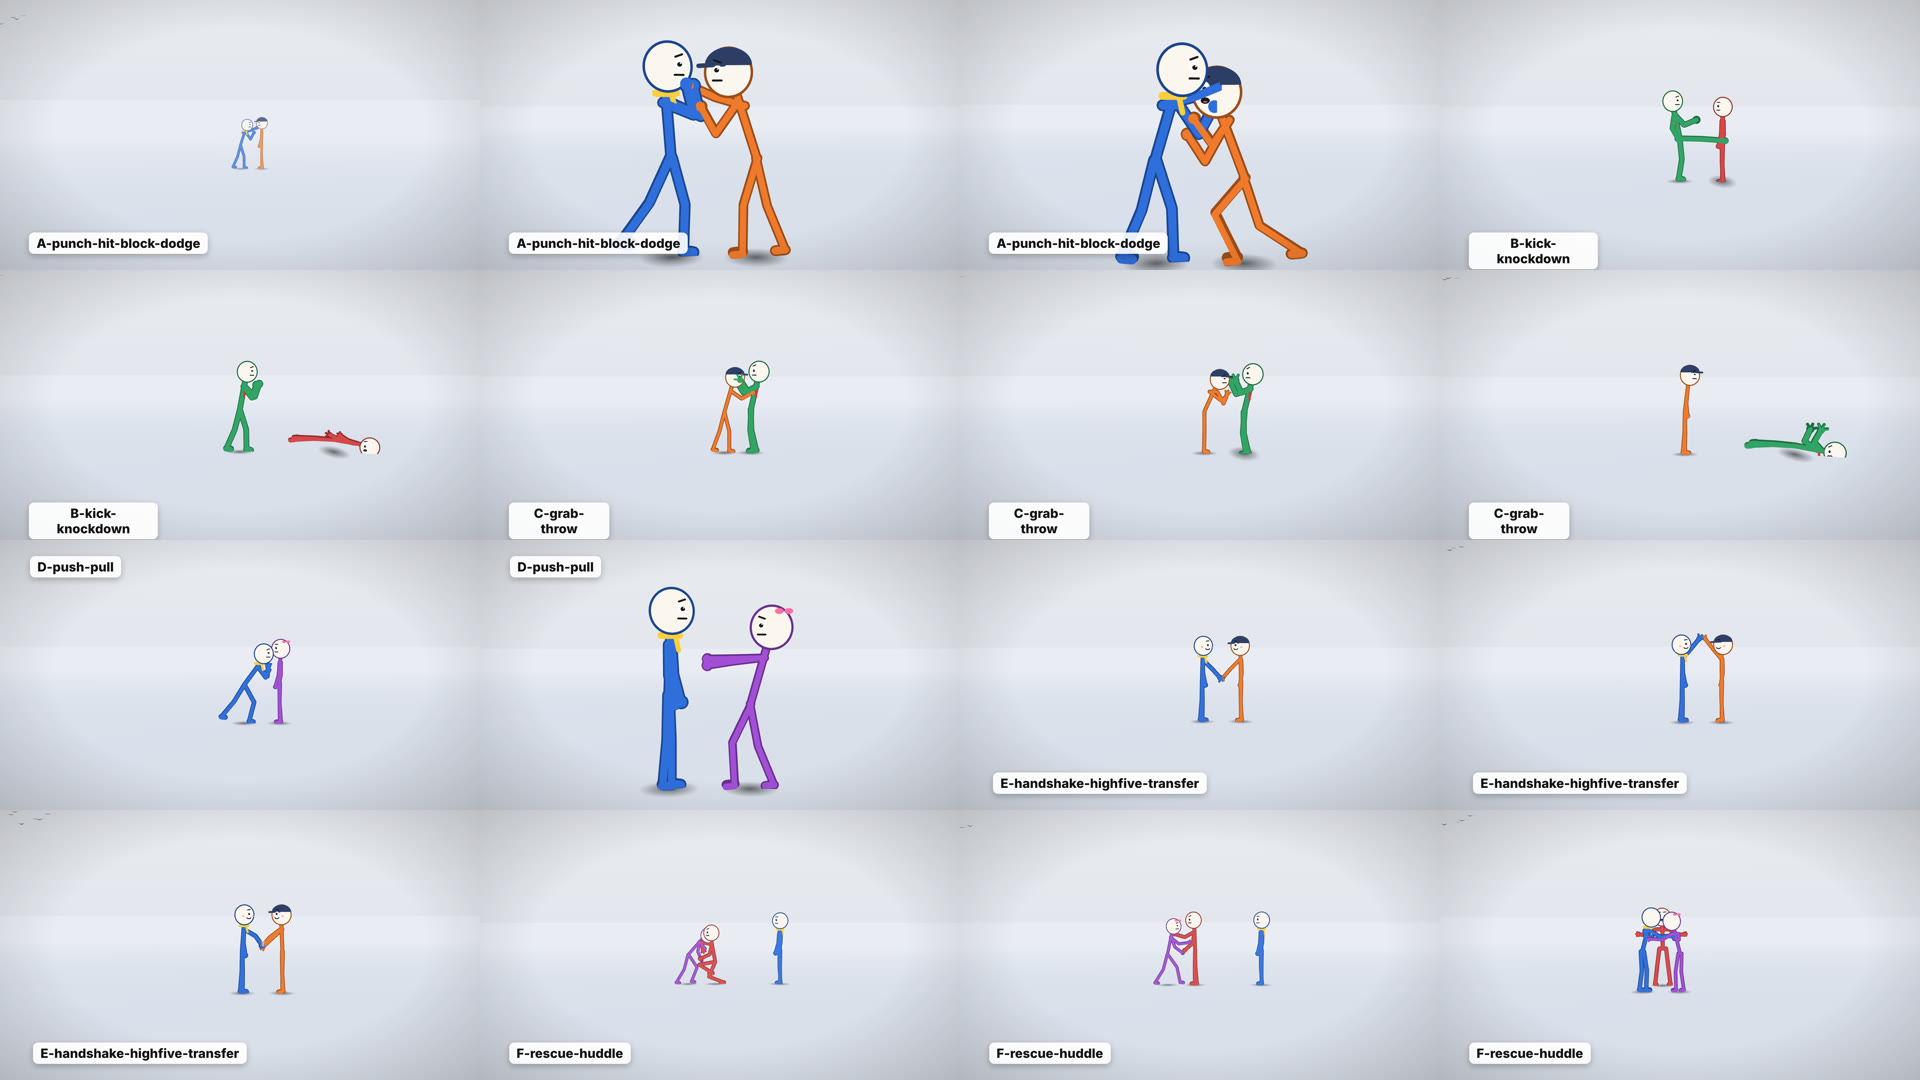 A-punch-hit-block-dodge
A-punch-hit-block-dodge
A-punch-hit-block-dodge
B-kick-
knockdown
B-kick-
knockdown
C-grab-
throw
C-grab-
throw
C-grab-
throw
D-push-pull
D-push-pull
E-handshake-highfive-transfer
E-handshake-highfive-transfer
E-handshake-highfive-transfer
F-rescue-huddle
F-rescue-huddle
F-rescue-huddle